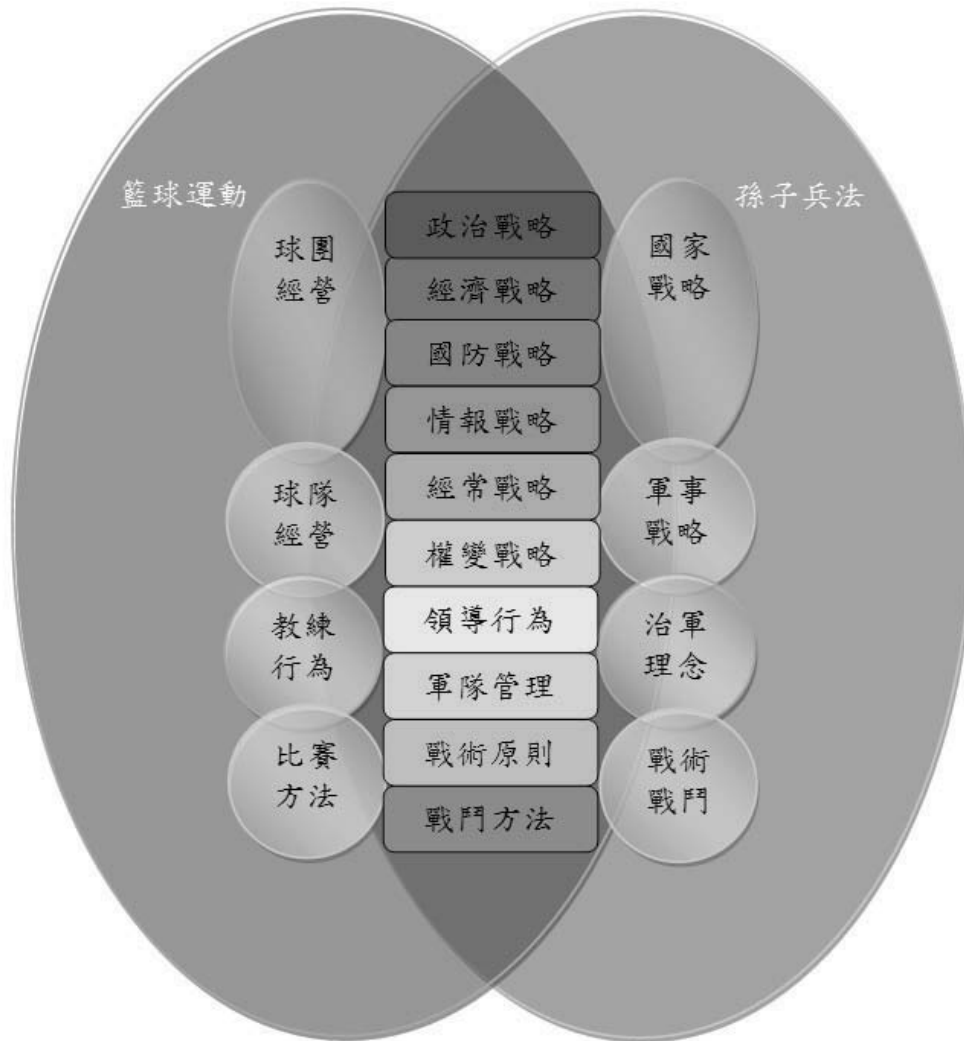 籃球運動
孫子兵法
球團
經營
政治戰略
國家
戰略
經濟戰略
國防戰略
情報戰略
球隊
經營
經常戰略
軍事
戰略
權變戰略
教練
行為
領導行為
治軍
理念
軍隊管理
比賽
方法
戰術原則
戰術
戰鬥
戰鬥方法